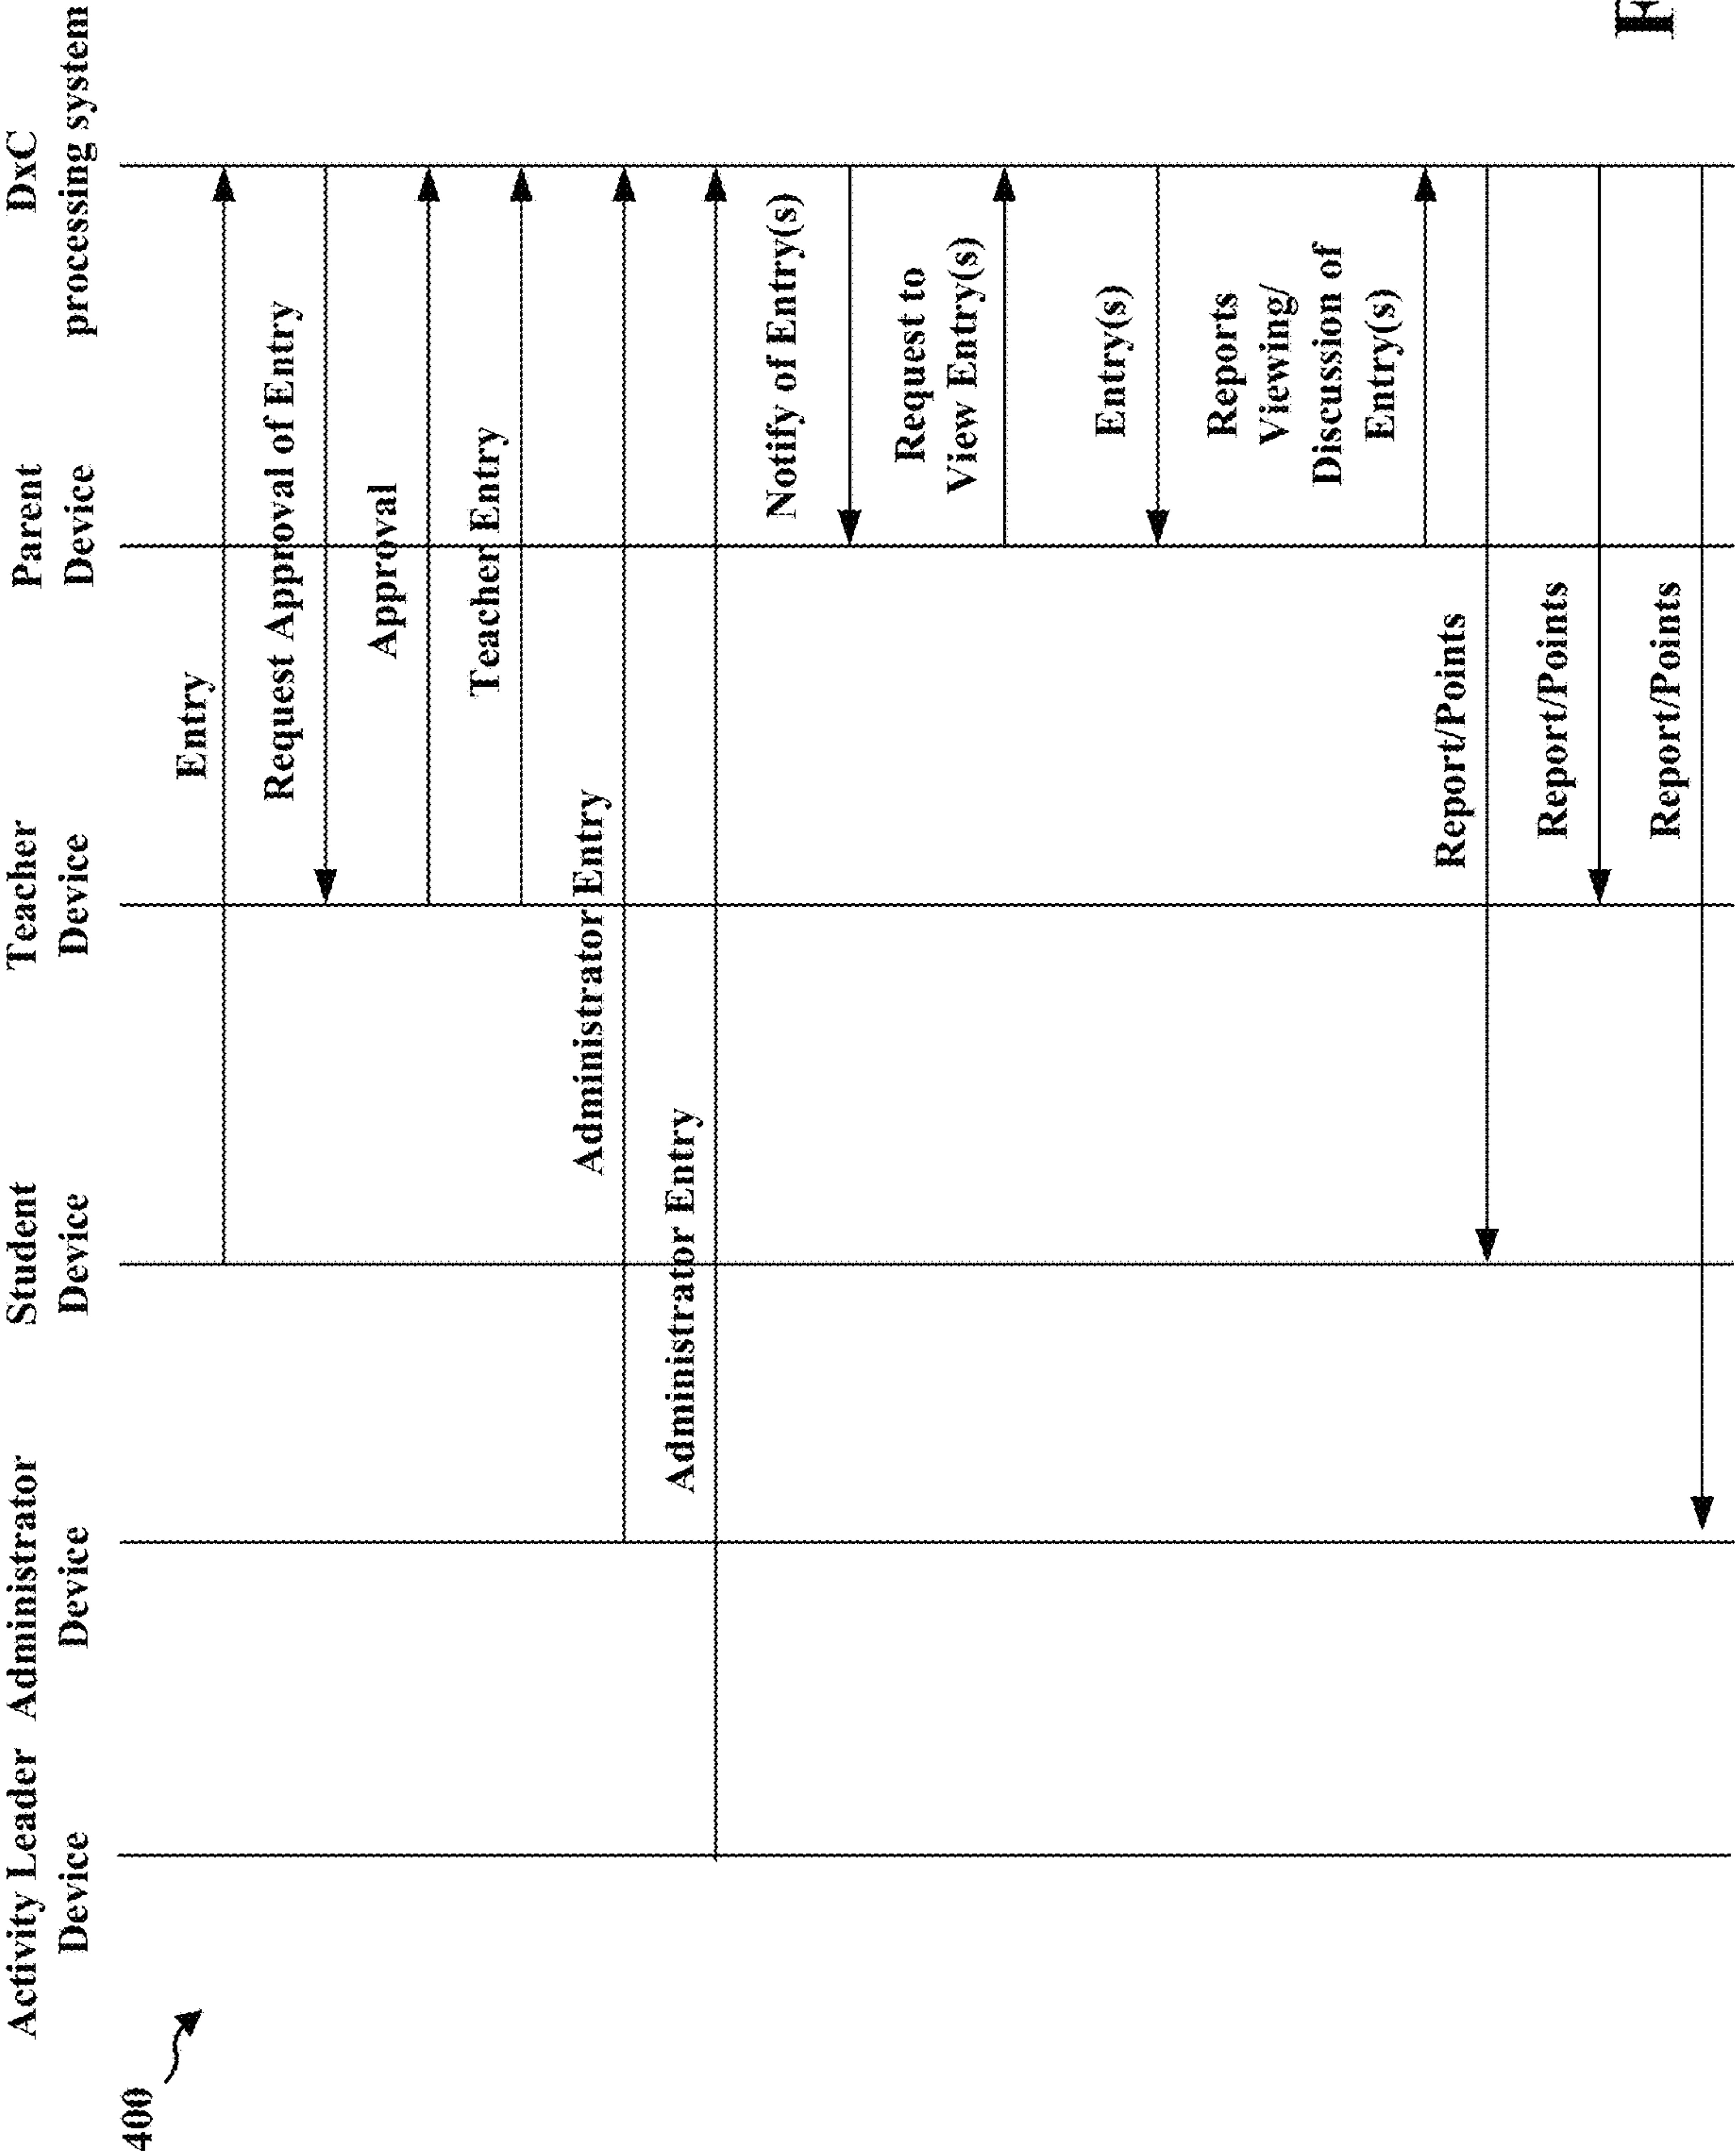 400
Activity Leader
Device
Administrator
Device
Student
Device
Teacher
Device
Parent
Device
DxC
processing system
Entry
Request Approval of Entry
Approval
Teacher Entry
Administrator Entry
Administrator Entry
Notify of Entry(s)
Request to
View Entry(s)
Entry(s)
Reports
Viewing/
Discussion of
Entry(s)
Report/Points
Report/Points
Report/Points